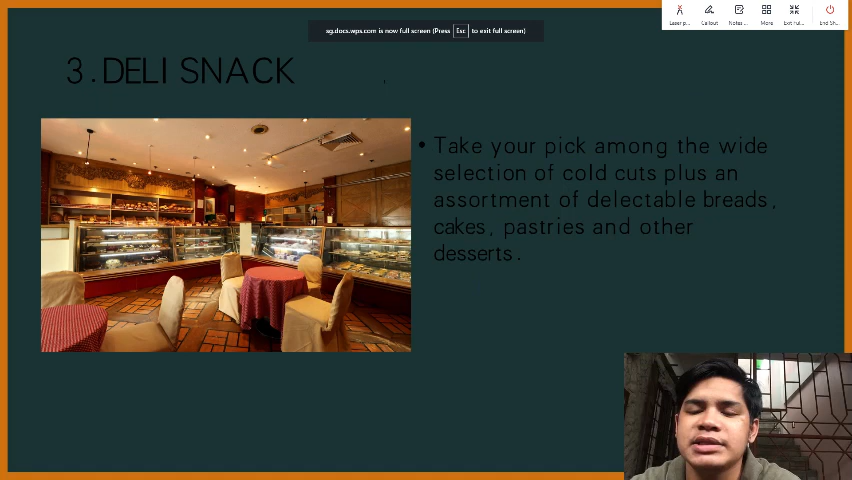 Laser p...
Callout
Notes ...
More
Exit Ful...
End Sh...
sg.docs.wps.com is now full screen (Press Esc to exit full screen)
3.DELI SNACK
• Take your pick among the wide
selection of cold cuts plus an
assortment of delectable breads,
cakes, pastries and other
desserts.